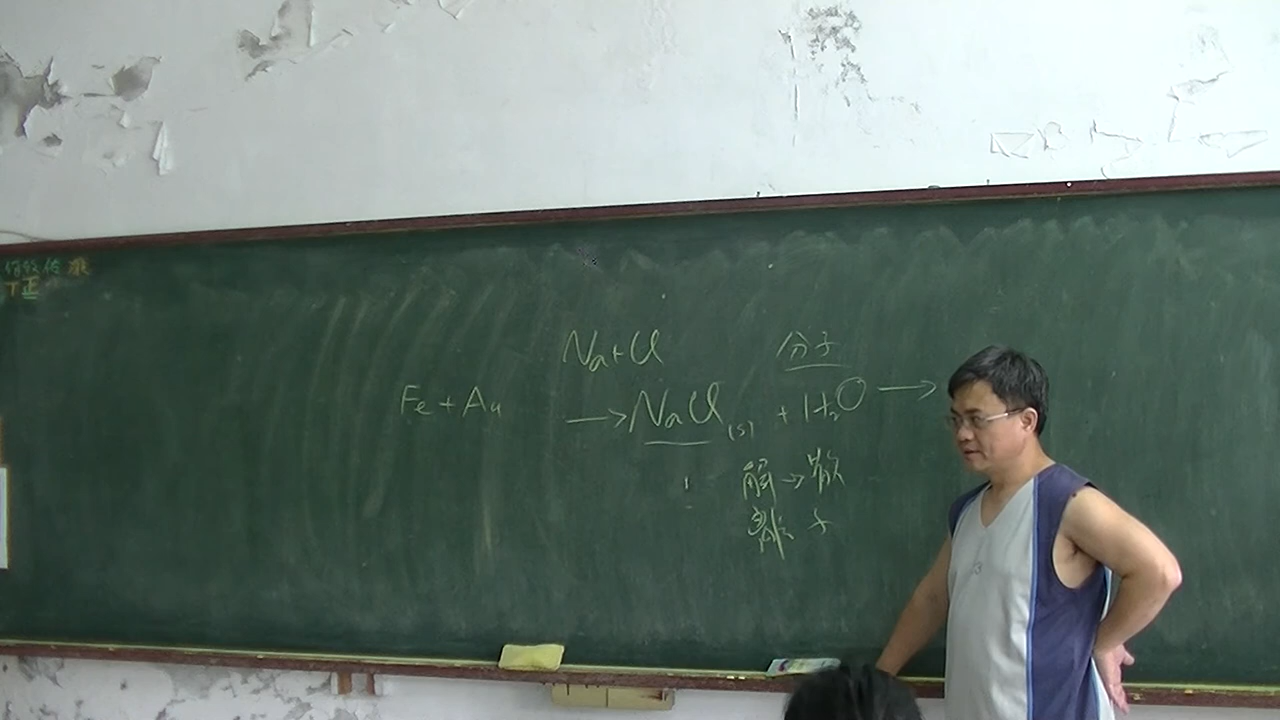 Na+Cl
分子
Fe+Au
→NaCl(s)+H₂O→
解→散
離子